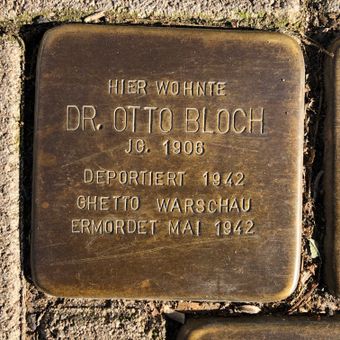 HIER WOHNTE
DR. OTTO BLOCH
JG. 1906
DEPORTIERT 1942
GHETTO WARSCHAU
ERMORDET MAI 1942